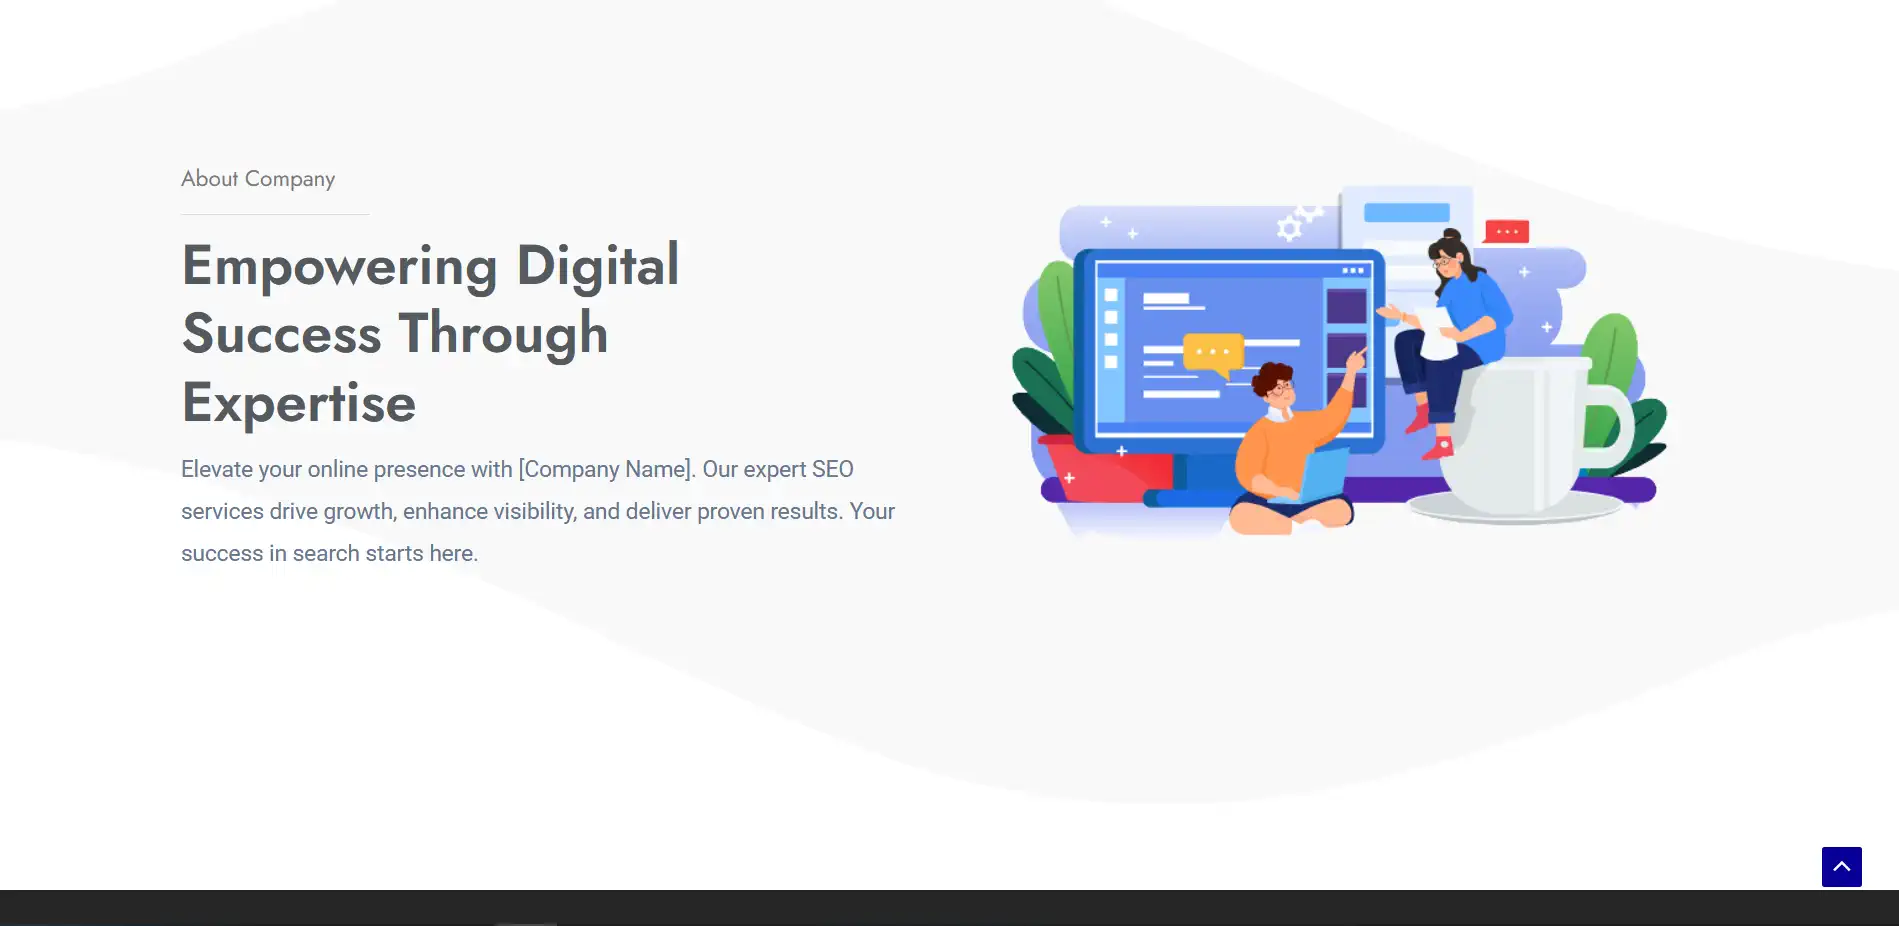 About Company
Empowering Digital
Success Through
Expertise
Elevate your online presence with [Company Name]. Our expert SEO
services drive growth, enhance visibility, and deliver proven results. Your
success in search starts here.